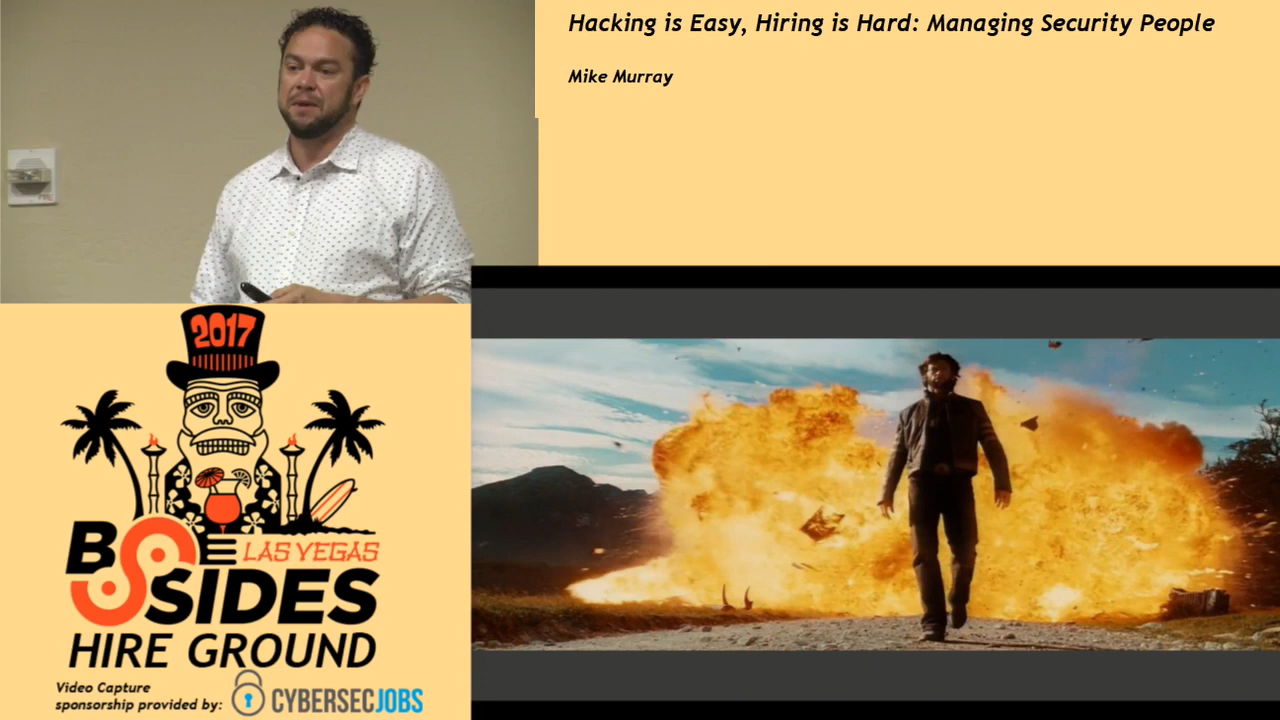 Hacking is Easy, Hiring is Hard: Managing Security People
Mike Murray
2017
BSIDES
LAS VEGAS
HIRE GROUND
Video Capture
sponsorship provided by:
CYBERSECJOBS